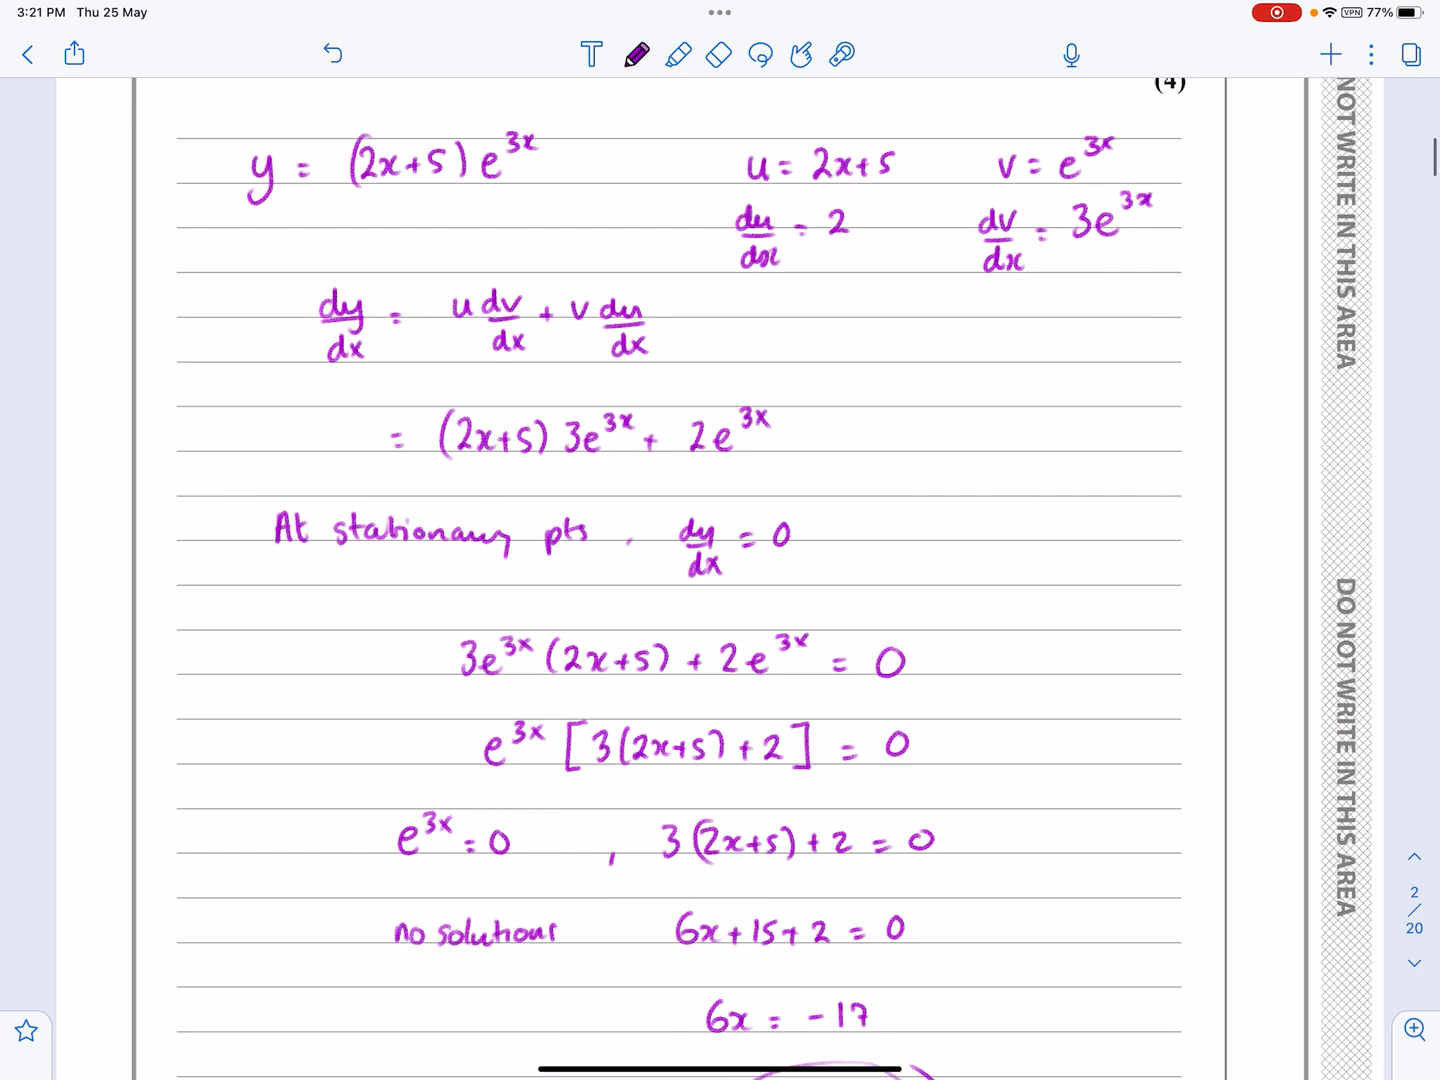 3:21 PM Thu 25 May
VPN 77%
(4)
y = (2x+5)e^{3x} u = 2x+5 v = e^{3x}
du/dx = 2 dv/dx = 3e^{3x}
dy/dx = u dv/dx + v du/dx
= (2x+5) 3e^{3x} + 2e^{3x}
At stationary pts, dy/dx = 0
3e^{3x} (2x+5) + 2e^{3x} = 0
e^{3x} [3(2x+5) + 2] = 0
e^{3x} = 0 , 3(2x+5) + 2 = 0
no solutions 6x + 15 + 2 = 0
6x = -17
NOT WRITE IN THIS AREA
DO NOT WRITE IN THIS AREA
2
/
20